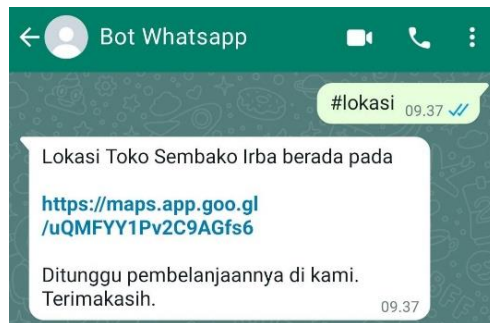 Bot Whatsapp
#lokasi 09.37
Lokasi Toko Sembako Irba berada pada
https://maps.app.goo.gl
/uQMFYY1Pv2C9AGfs6
Ditunggu pembelanjaannya di kami.
Terimakasih.
09.37